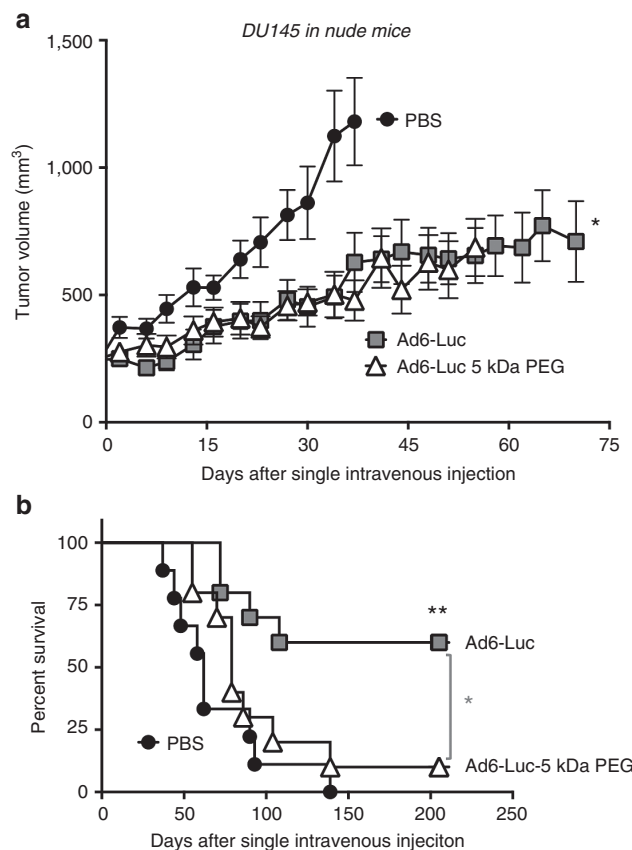 a
DU145 in nude mice
1,500
1,000
500
0
Tumor volume (mm³)
PBS
*
Ad6-Luc
Ad6-Luc 5 kDa PEG
0 15 30 45 60 75
Days after single intravenous injection
b
100
75
50
25
0
Percent survival
**
Ad6-Luc
*
PBS
Ad6-Luc-5 kDa PEG
0 50 100 150 200 250
Days after single intravenous injeciton